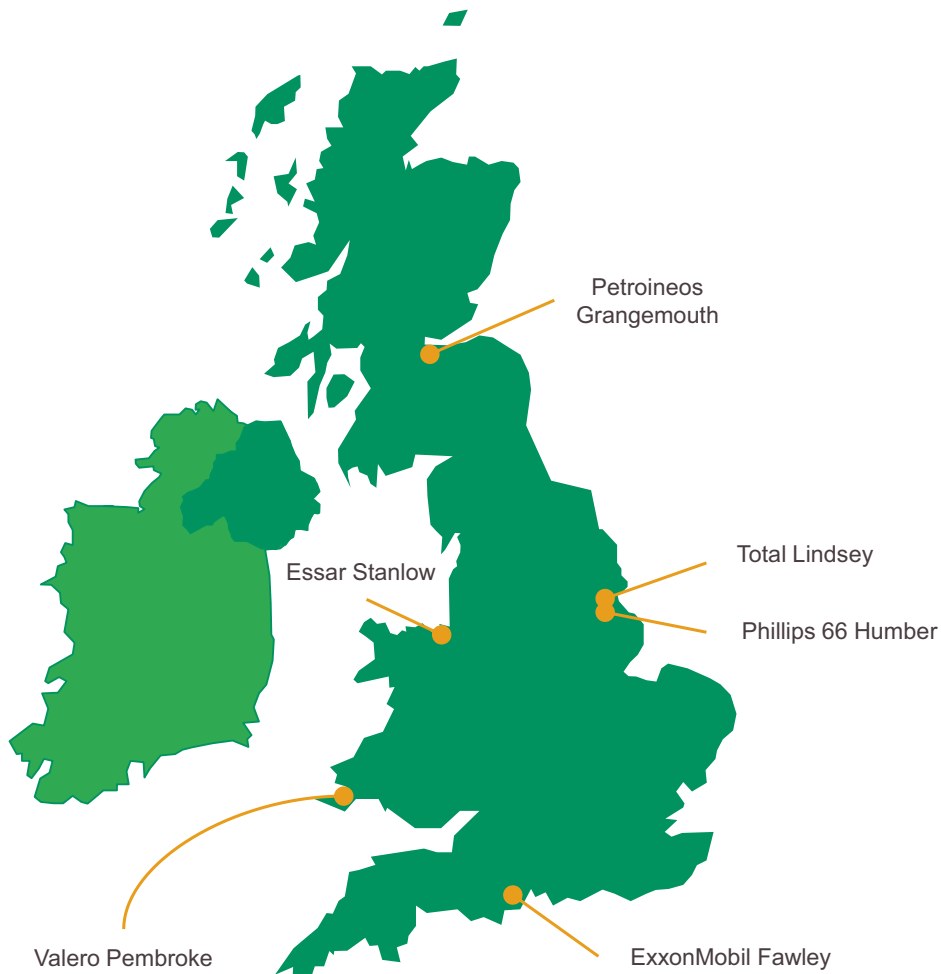 Petroineos
Grangemouth
Total Lindsey
Essar Stanlow
Phillips 66 Humber
Valero Pembroke
ExxonMobil Fawley